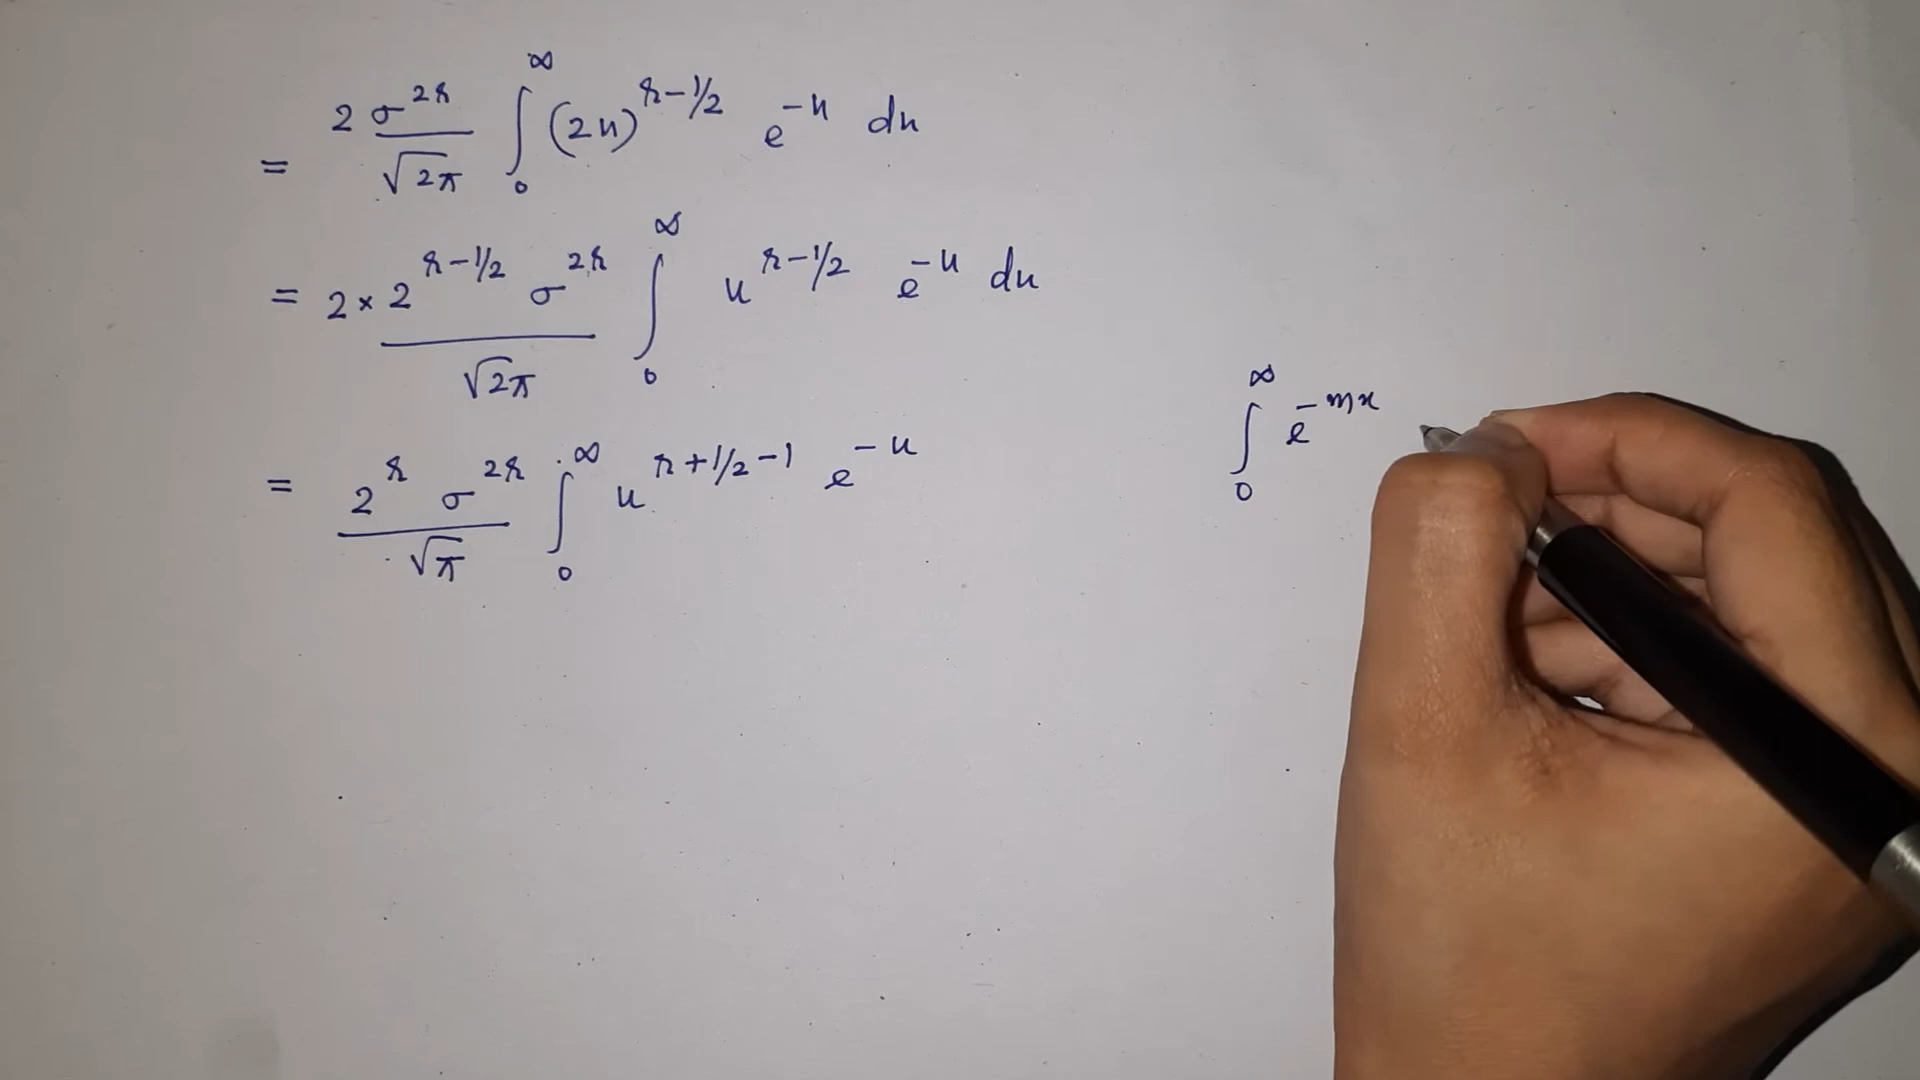 = 2 σ^{2r} / √2π ∫_0^∞ (2u)^{r-1/2} e^{-u} du
= 2 × 2^{r-1/2} σ^{2r} / √2π ∫_0^∞ u^{r-1/2} e^{-u} du
= 2^r σ^{2r} / √π ∫_0^∞ u^{r+1/2-1} e^{-u}
∫_0^∞ e^{-mx}